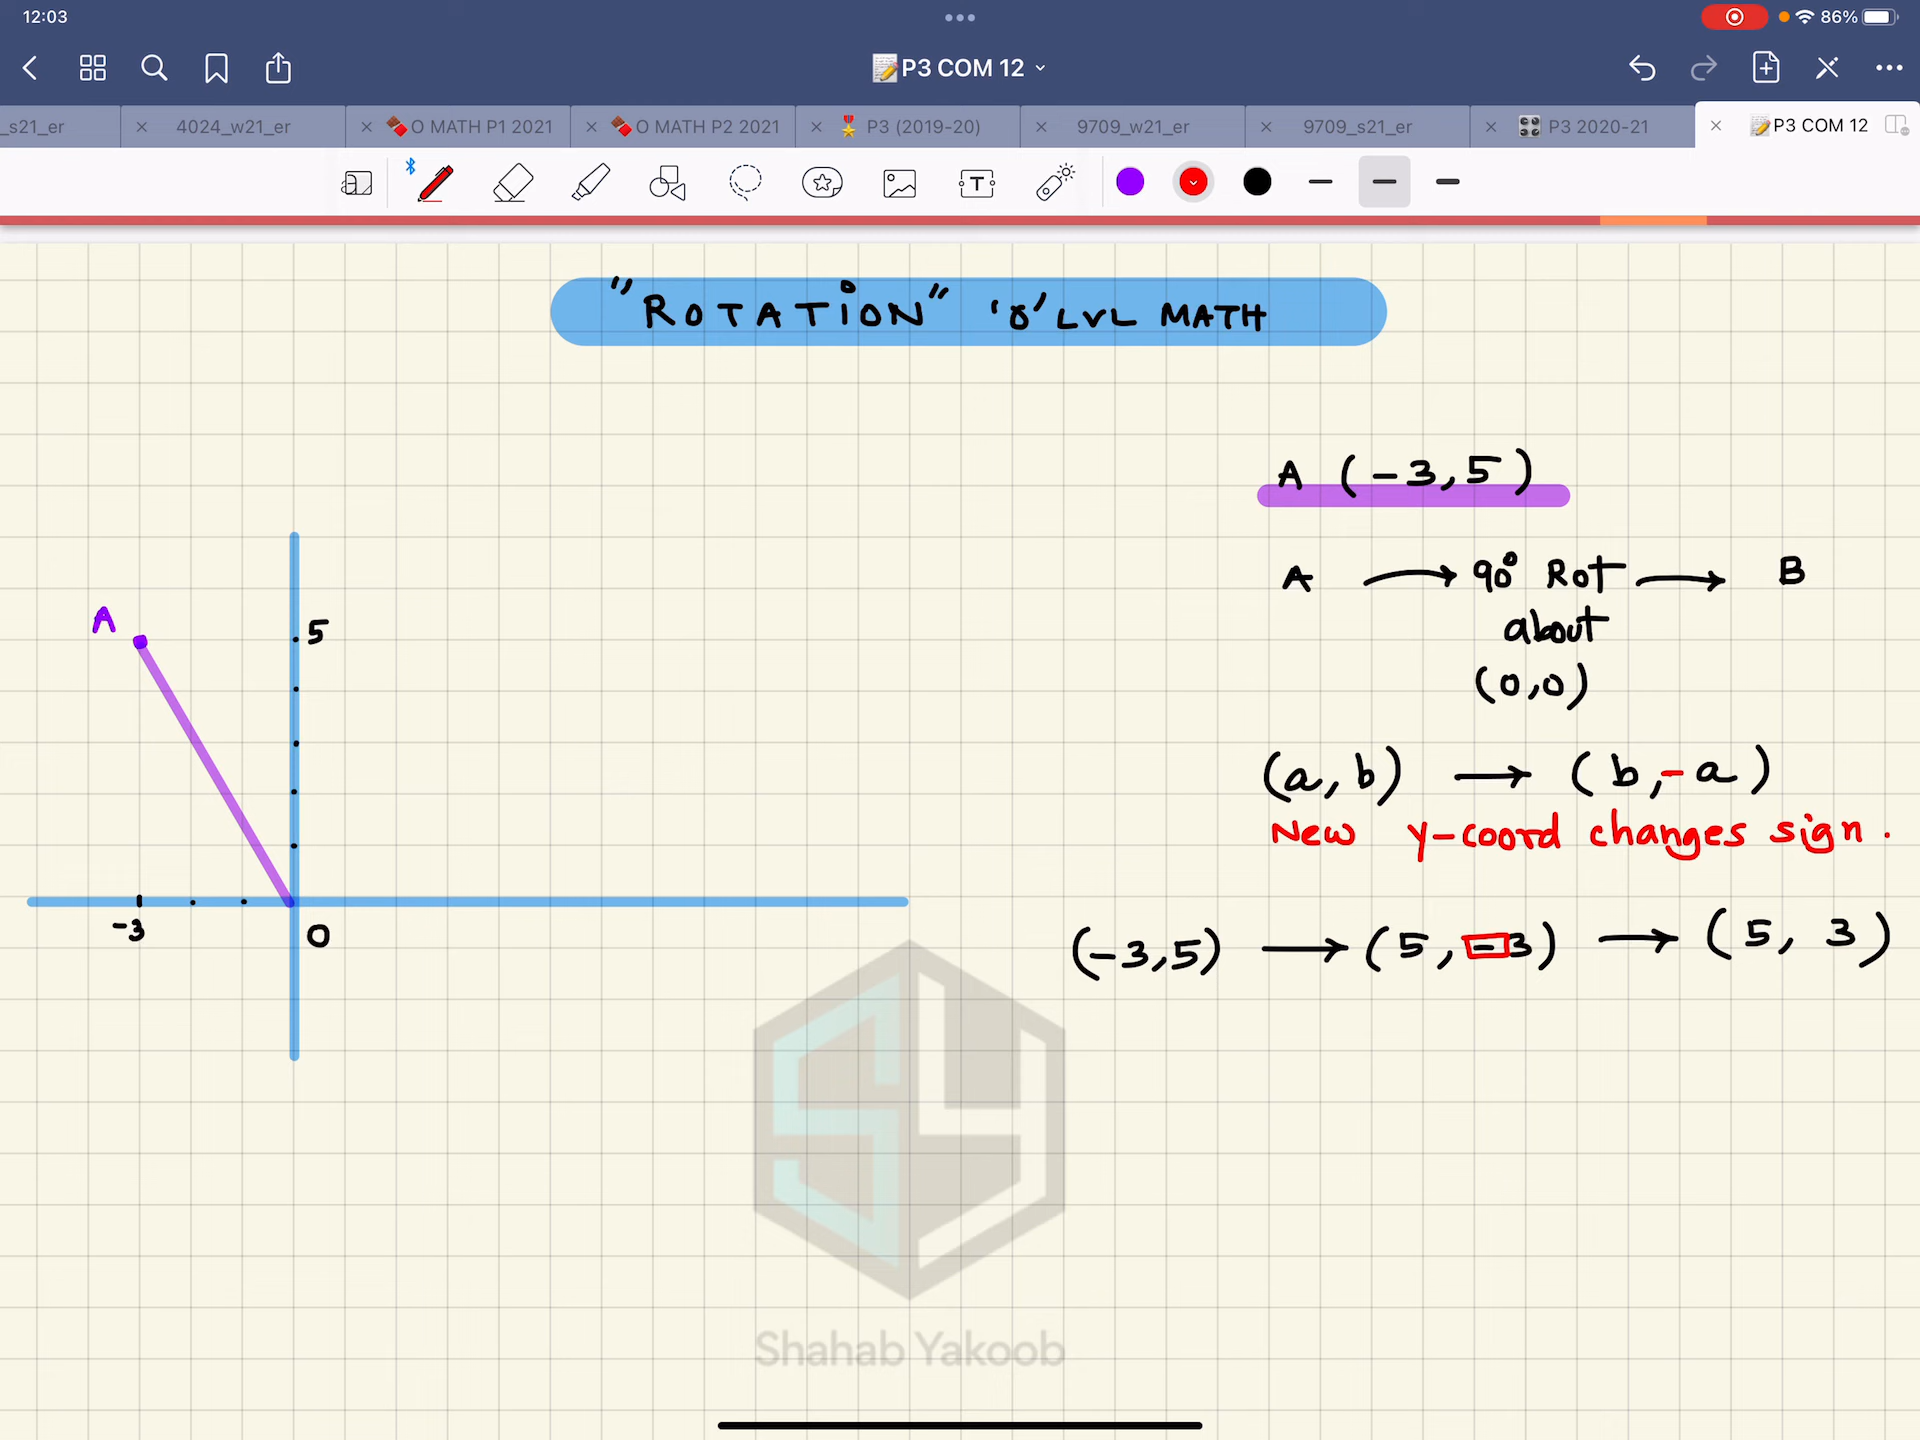 12:03
86%
P3 COM 12
_s21_er
4024_w21_er
O MATH P1 2021
O MATH P2 2021
P3 (2019-20)
9709_w21_er
9709_s21_er
P3 2020-21
P3 COM 12
"ROTATION" 'O' LVL MATH
A (-3,5)
A → 90° Rot → B
about
(0,0)
(a, b) → (b, -a)
New y-coord changes sign.
(-3,5) → (5, -3) → (5, 3)
A
5
-3
0
Shahab Yakoob